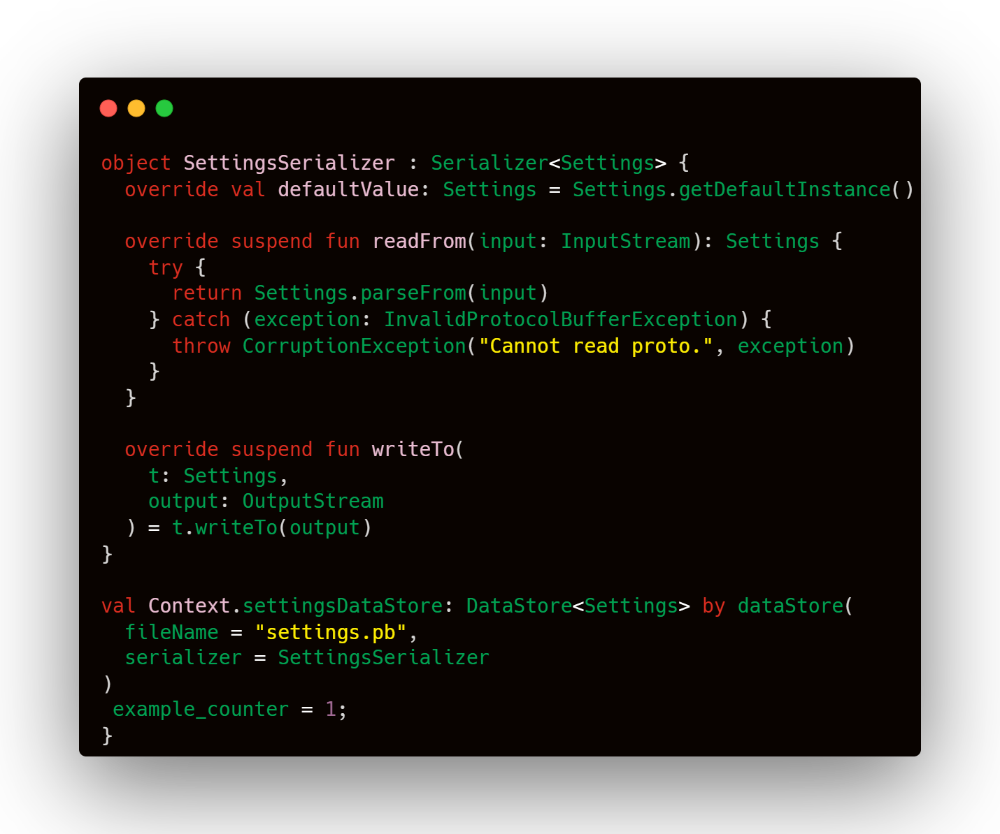 object SettingsSerializer : Serializer<Settings> {
  override val defaultValue: Settings = Settings.getDefaultInstance()

  override suspend fun readFrom(input: InputStream): Settings {
    try {
      return Settings.parseFrom(input)
    } catch (exception: InvalidProtocolBufferException) {
      throw CorruptionException("Cannot read proto.", exception)
    }
  }

  override suspend fun writeTo(
    t: Settings,
    output: OutputStream
  ) = t.writeTo(output)
}

val Context.settingsDataStore: DataStore<Settings> by dataStore(
  fileName = "settings.pb",
  serializer = SettingsSerializer
)
 example_counter = 1;
}